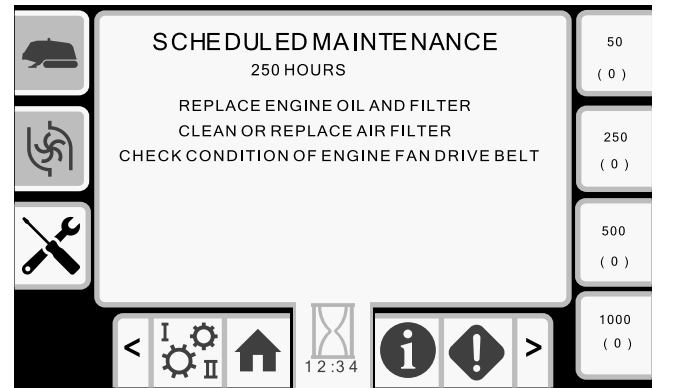 SCHEDULED MAINTENANCE
250 HOURS
REPLACE ENGINE OIL AND FILTER
CLEAN OR REPLACE AIR FILTER
CHECK CONDITION OF ENGINE FAN DRIVE BELT
50
( 0 )
250
( 0 )
500
( 0 )
1000
( 0 )
< I II 12:34 i ! >